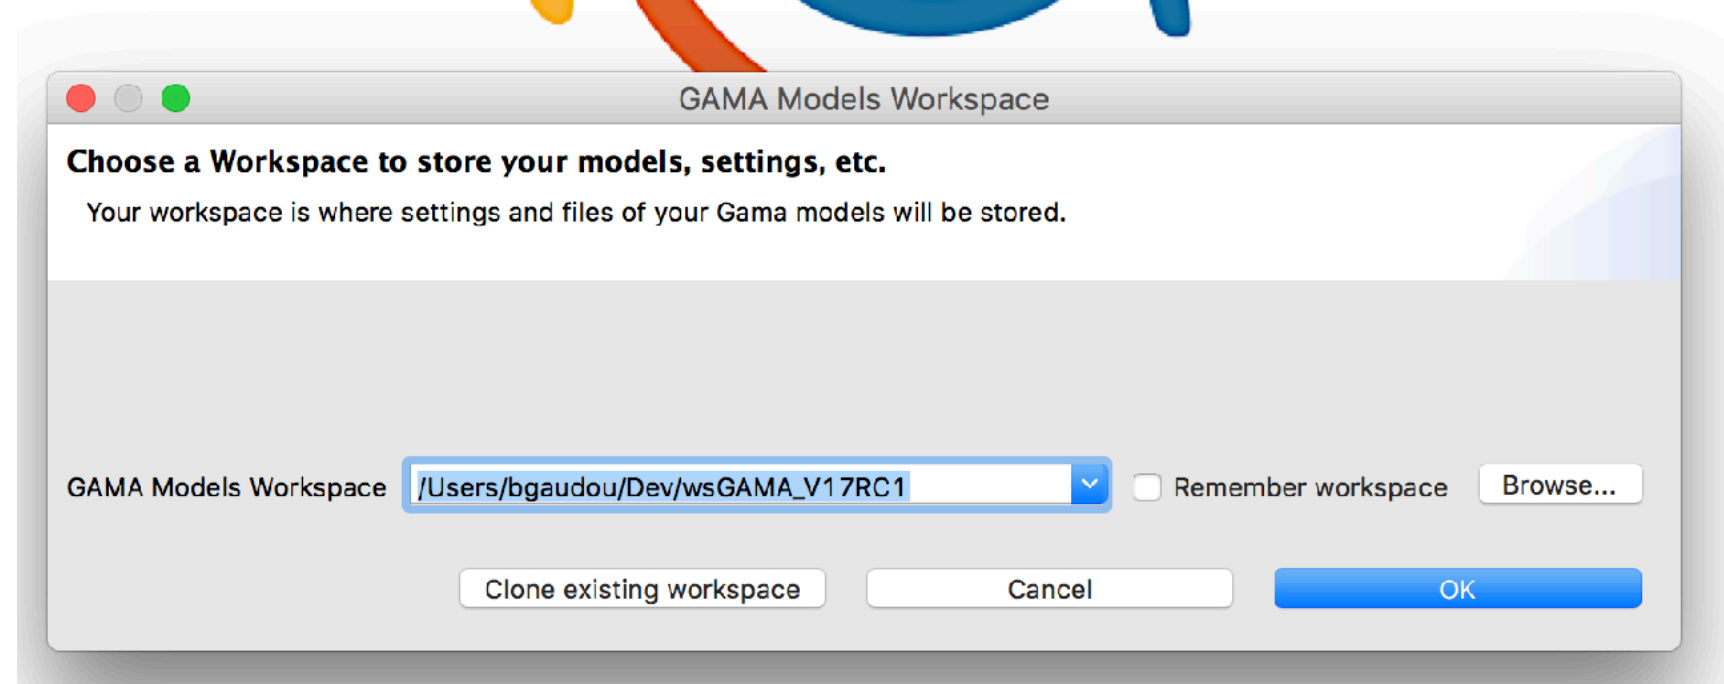 GAMA Models Workspace
Choose a Workspace to store your models, settings, etc.
Your workspace is where settings and files of your Gama models will be stored.
GAMA Models Workspace /Users/bgaudou/Dev/wsGAMA_V17RC1 Remember workspace Browse...
Clone existing workspace Cancel OK